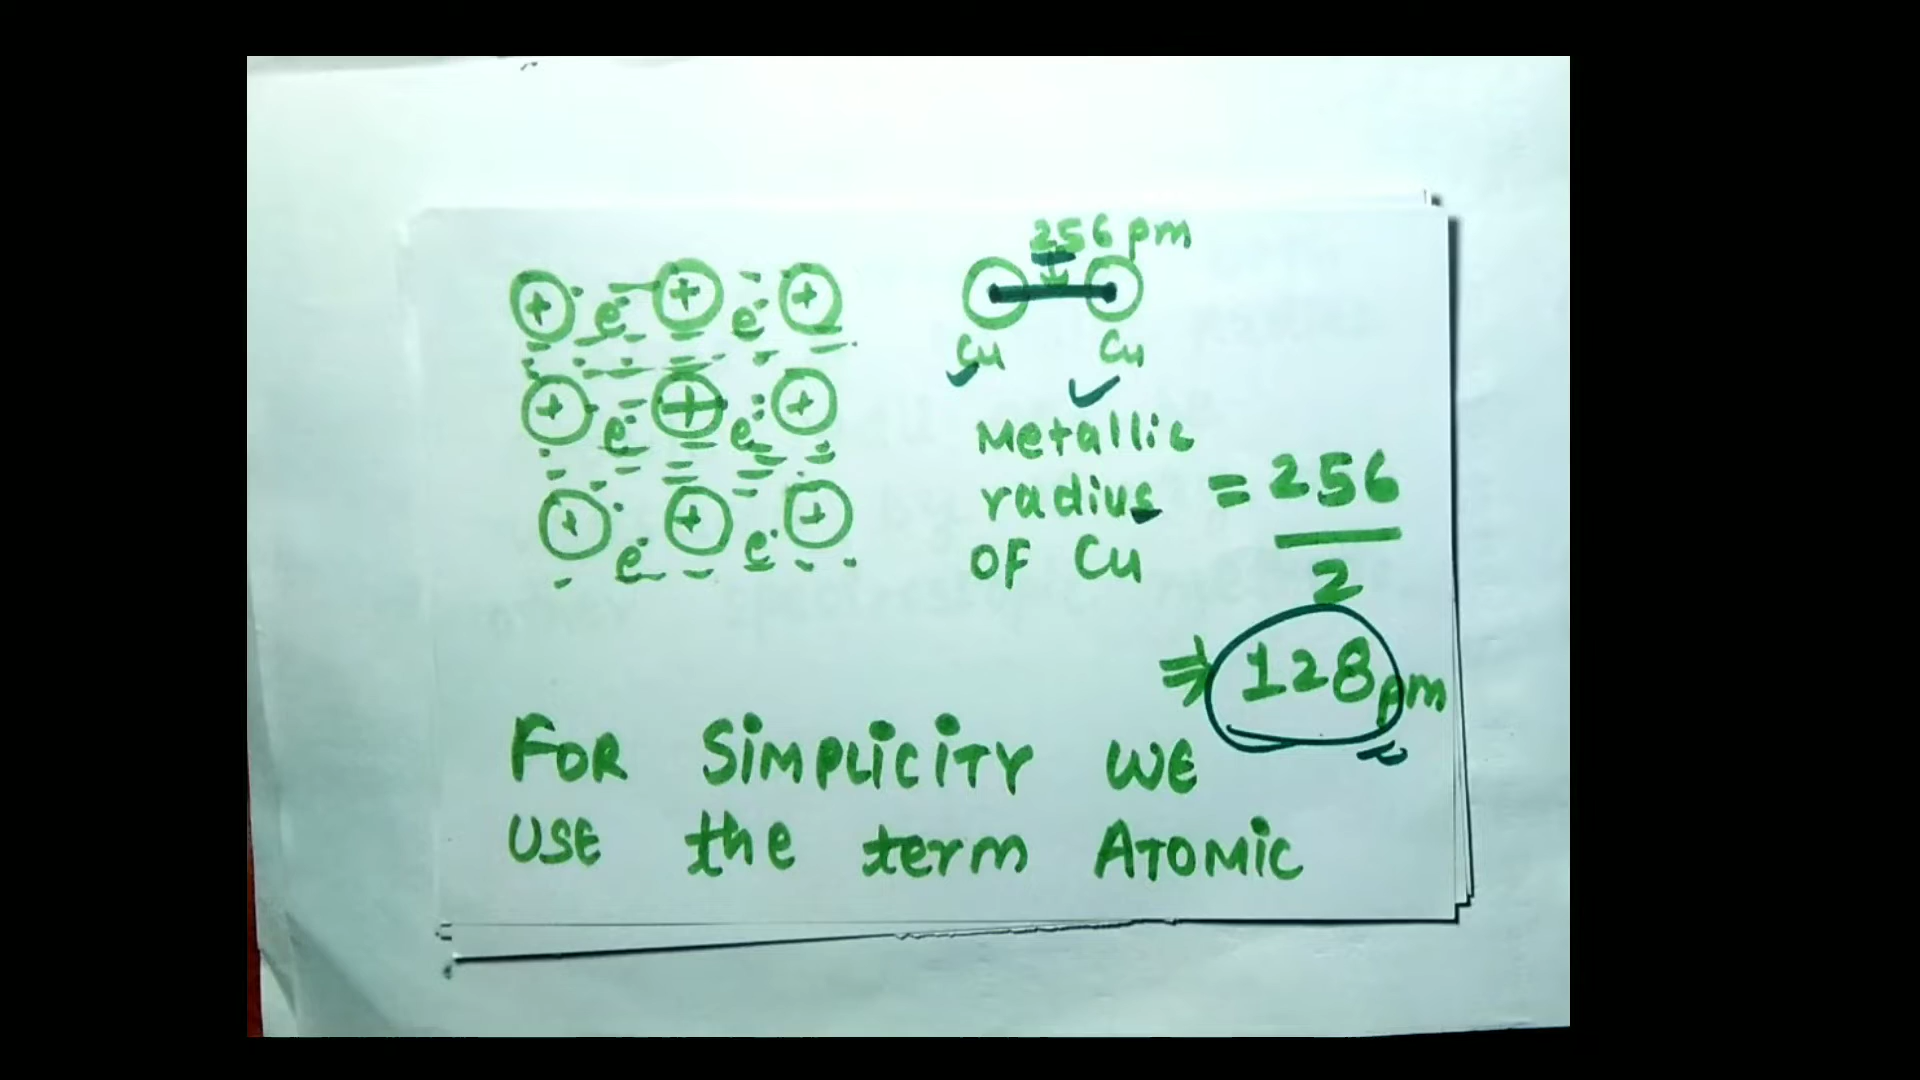 + e- + e- +
+ e- + e- +
+ e- + e- +
256 pm
Cu Cu
Metallic
radius = 256
OF Cu 2
⇒ 128 pm
FOR SIMPLICITY WE
USE the term ATOMIC